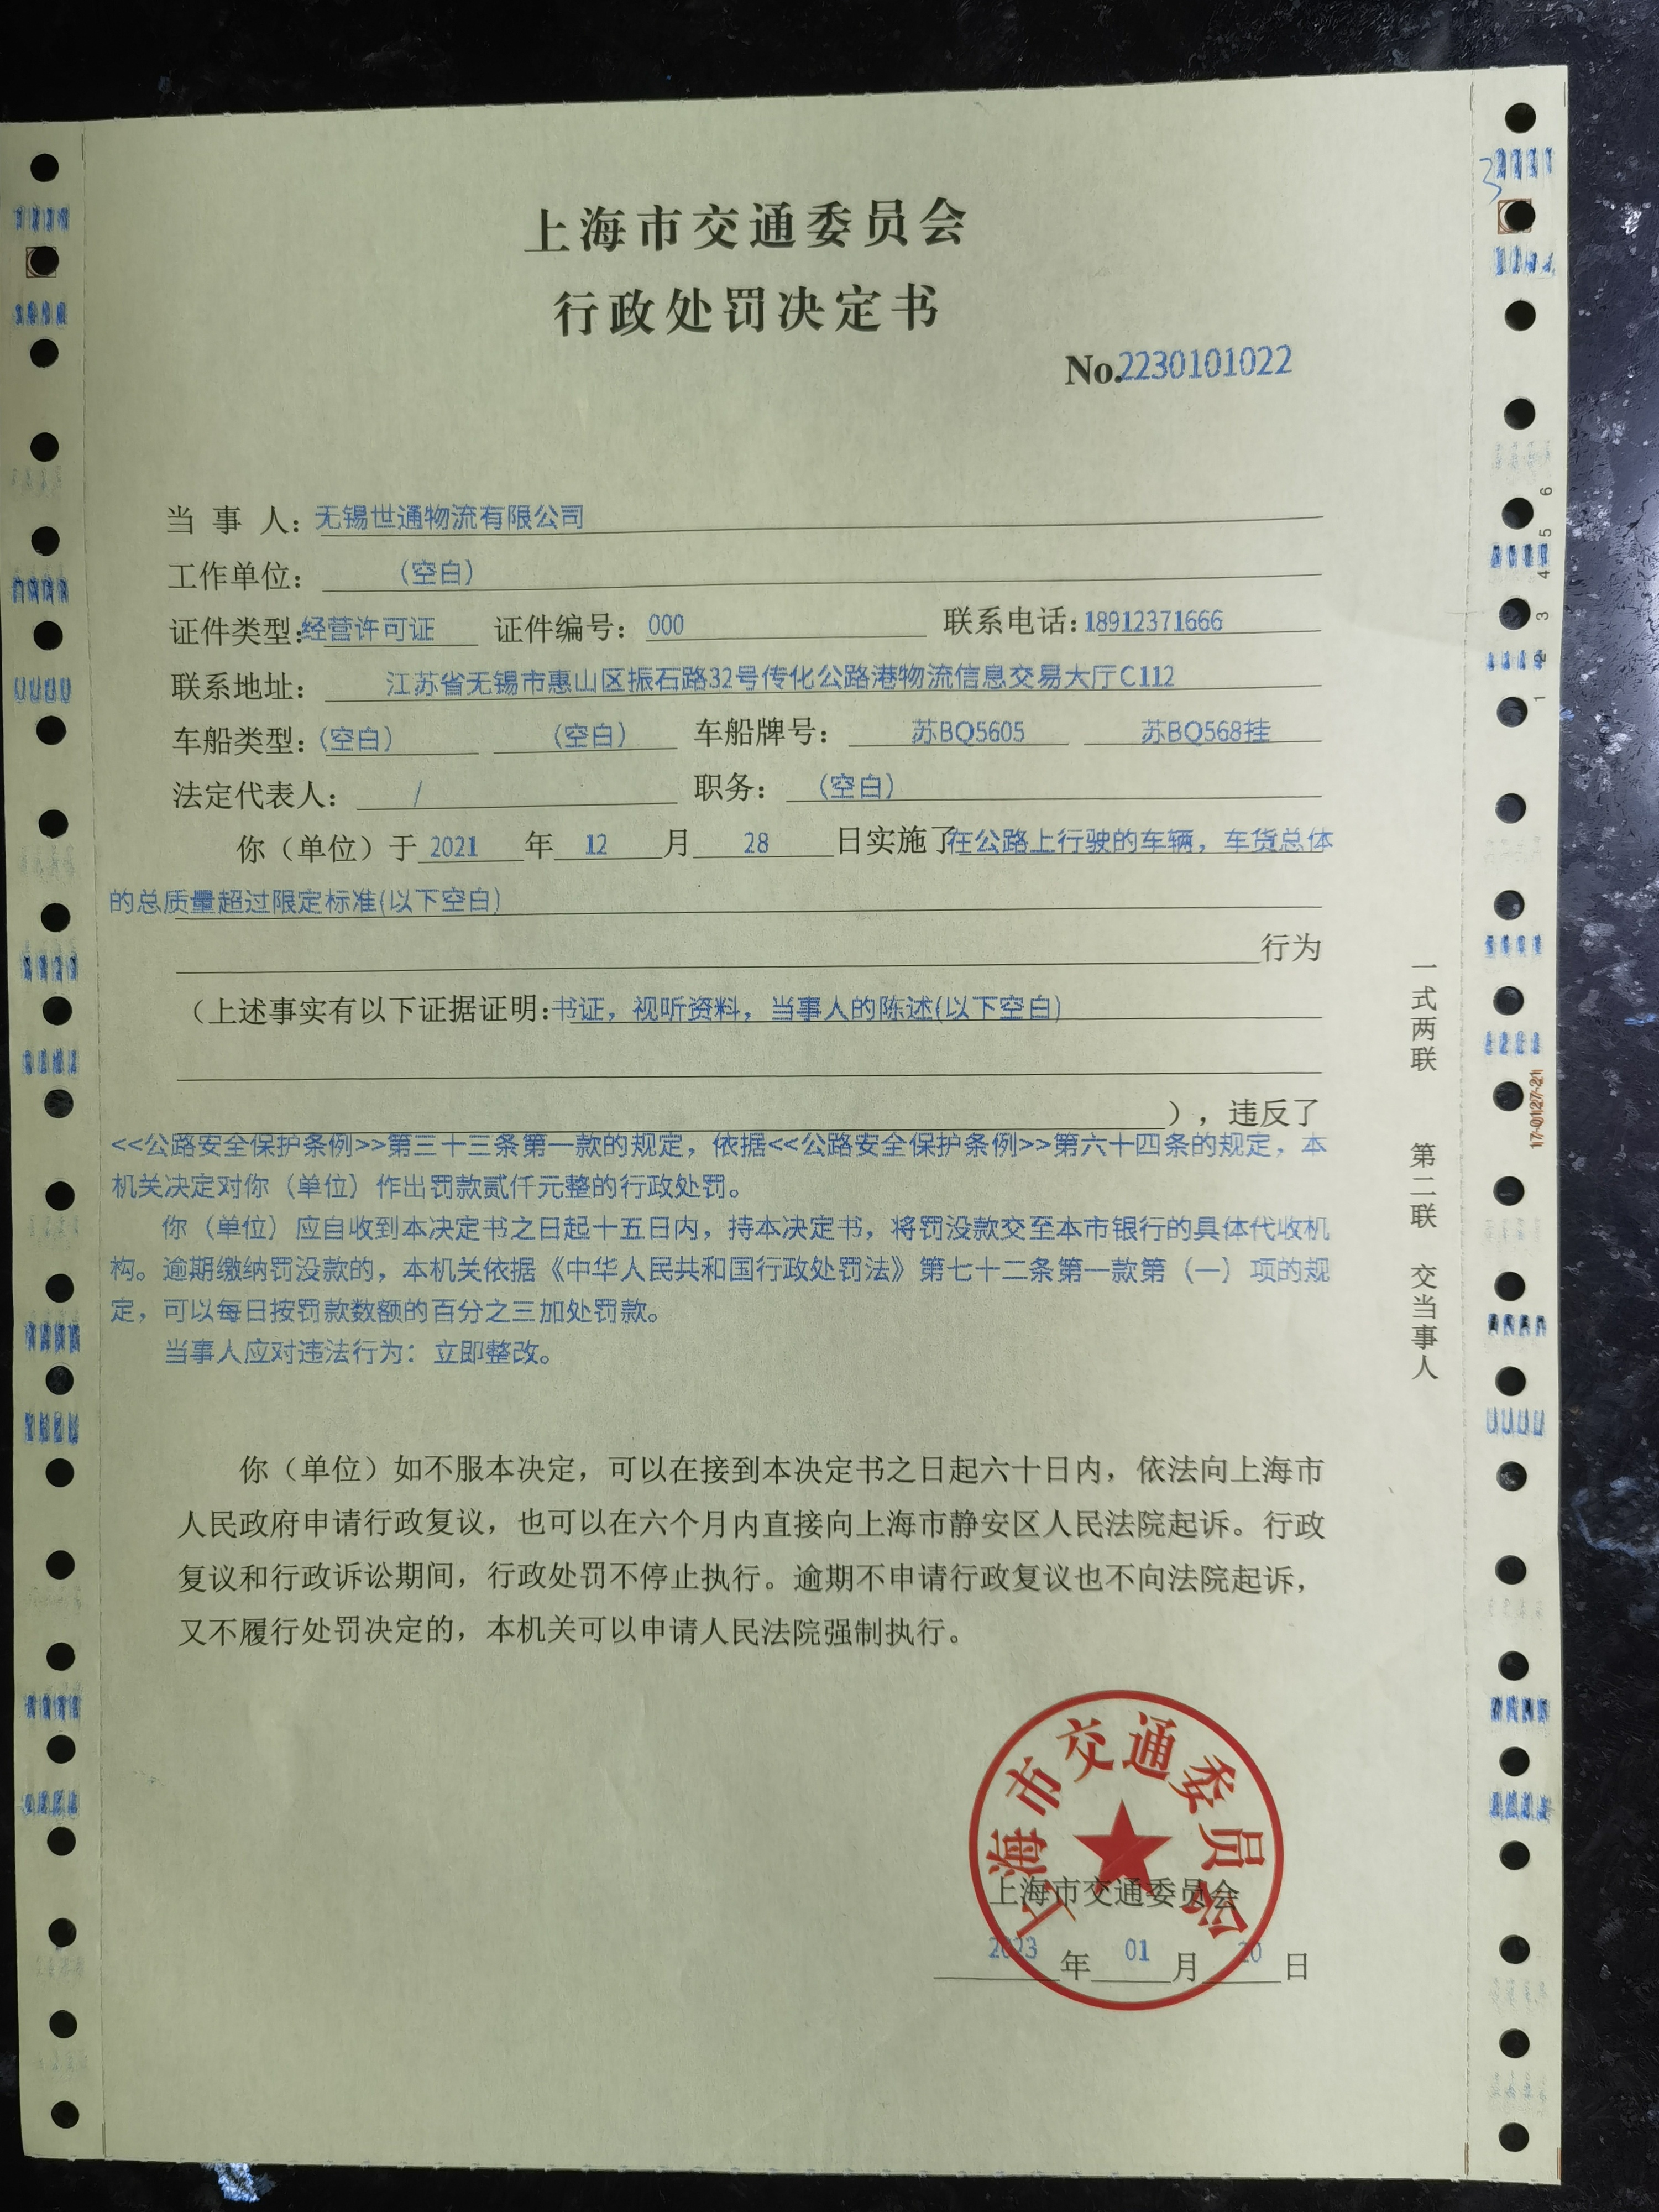 上海市交通委员会
行政处罚决定书
No.2230101022
当 事 人：无锡世通物流有限公司
工作单位：（空白）
证件类型：经营许可证 证件编号：000 联系电话：18912371666
联系地址：江苏省无锡市惠山区振石路32号传化公路港物流信息交易大厅C112
车船类型：（空白） （空白） 车船牌号：苏BQ5605 苏BQ568挂
法定代表人：/ 职务：（空白）
你（单位）于 2021 年 12 月 28 日实施了在公路上行驶的车辆，车货总体
的总质量超过限定标准(以下空白)
行为
（上述事实有以下证据证明：书证，视听资料，当事人的陈述(以下空白)
），违反了
<<公路安全保护条例>>第三十三条第一款的规定，依据<<公路安全保护条例>>第六十四条的规定，本
机关决定对你（单位）作出罚款贰仟元整的行政处罚。
你（单位）应自收到本决定书之日起十五日内，持本决定书，将罚没款交至本市银行的具体代收机
构。逾期缴纳罚没款的，本机关依据《中华人民共和国行政处罚法》第七十二条第一款第（一）项的规
定，可以每日按罚款数额的百分之三加处罚款。
当事人应对违法行为：立即整改。
你（单位）如不服本决定，可以在接到本决定书之日起六十日内，依法向上海市
人民政府申请行政复议，也可以在六个月内直接向上海市静安区人民法院起诉。行政
复议和行政诉讼期间，行政处罚不停止执行。逾期不申请行政复议也不向法院起诉，
又不履行处罚决定的，本机关可以申请人民法院强制执行。
上海市交通委员会
上海市交通委员会
2023 年 01 月 20 日
一式两联 第二联 交当事人
3
1 2 3 4 5 6
17-0127-21